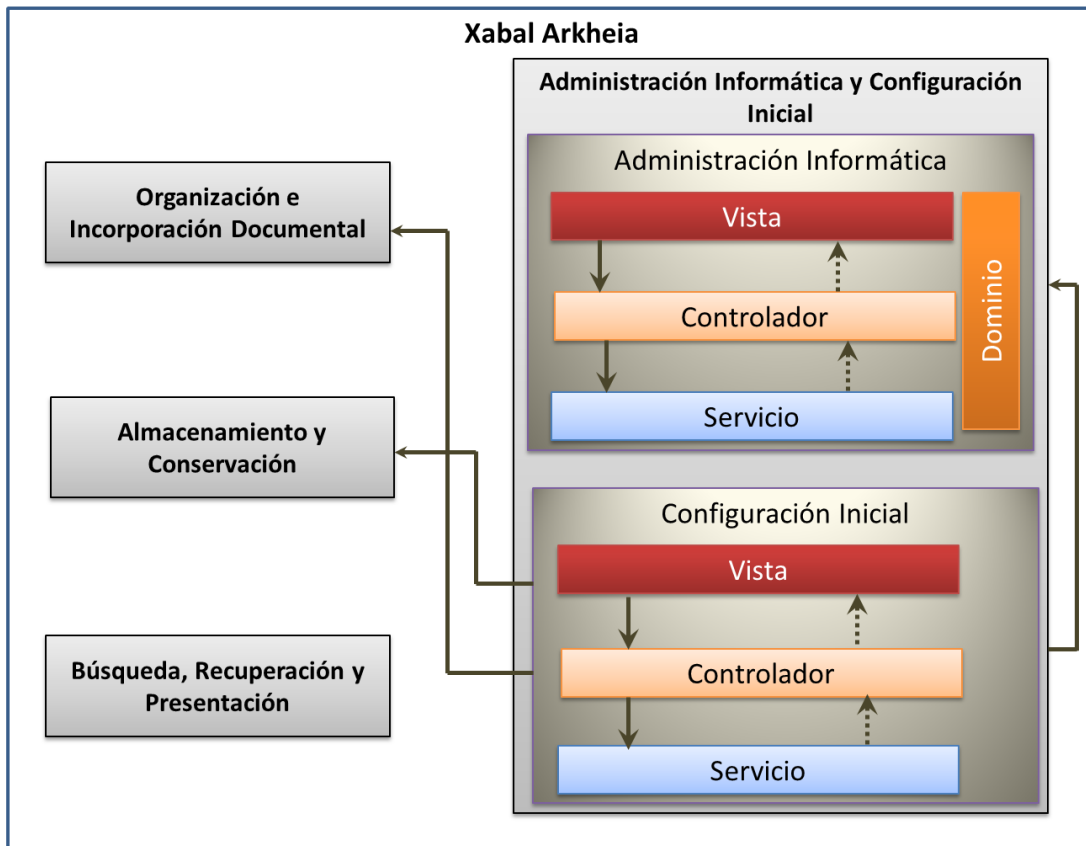 Xabal Arkheia
Administración Informática y Configuración
Inicial
Administración Informática
Vista
Controlador
Servicio
Dominio
Organización e
Incorporación Documental
Almacenamiento y
Conservación
Búsqueda, Recuperación y
Presentación
Configuración Inicial
Vista
Controlador
Servicio